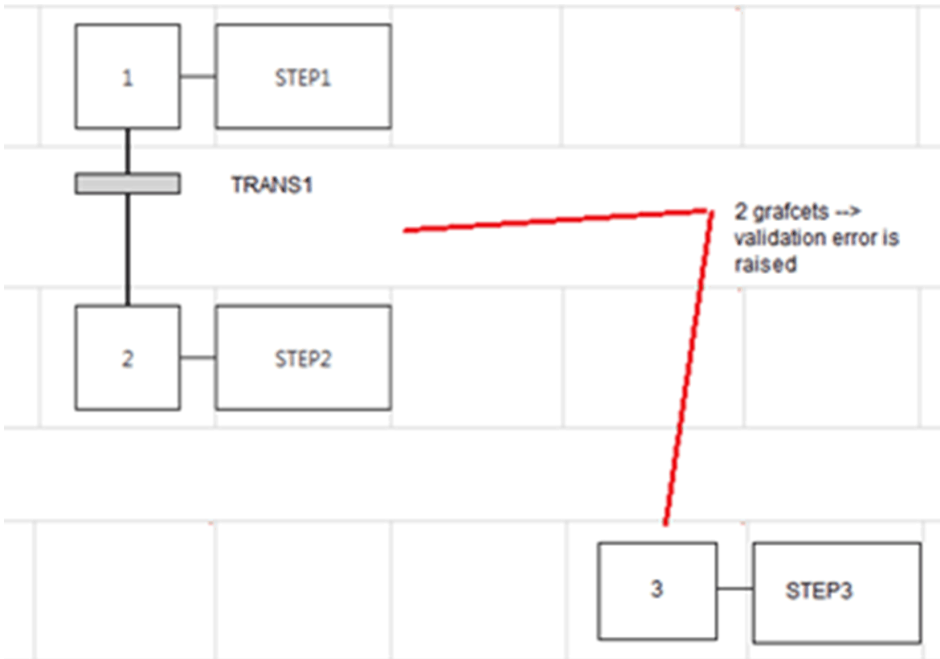 1
STEP1
TRANS1
2 grafcets -->
validation error is
raised
2
STEP2
3
STEP3